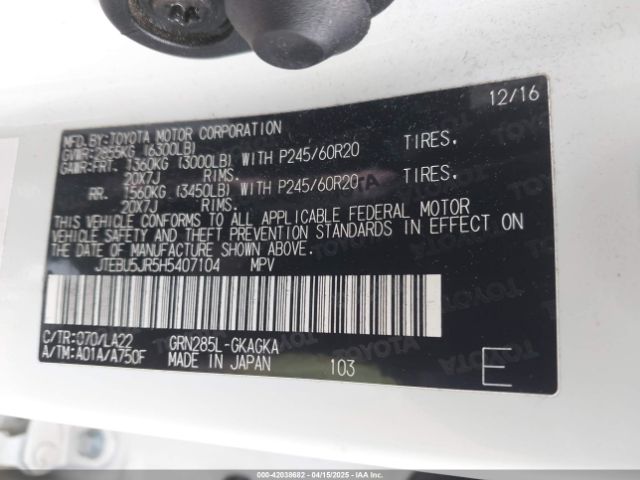 12/16
MFD.BY:TOYOTA MOTOR CORPORATION
GVWR:2865KG (6300LB)
GAWR:FRT. 1360KG (3000LB) WITH P245/60R20 TIRES,
20X7J RIMS.
RR. 1560KG (3450LB) WITH P245/60R20 TIRES,
20X7J RIMS.
THIS VEHICLE CONFORMS TO ALL APPLICABLE FEDERAL MOTOR
VEHICLE SAFETY AND THEFT PREVENTION STANDARDS IN EFFECT ON
THE DATE OF MANUFACTURE SHOWN ABOVE.
JTEBU5JR5H5407104 MPV
C/TR:070/LA22 GRN285L-GKAGKA
A/TM:A01A/A750F MADE IN JAPAN 103 E
000-42038682 - 04/15/2025 - IAAI.COM